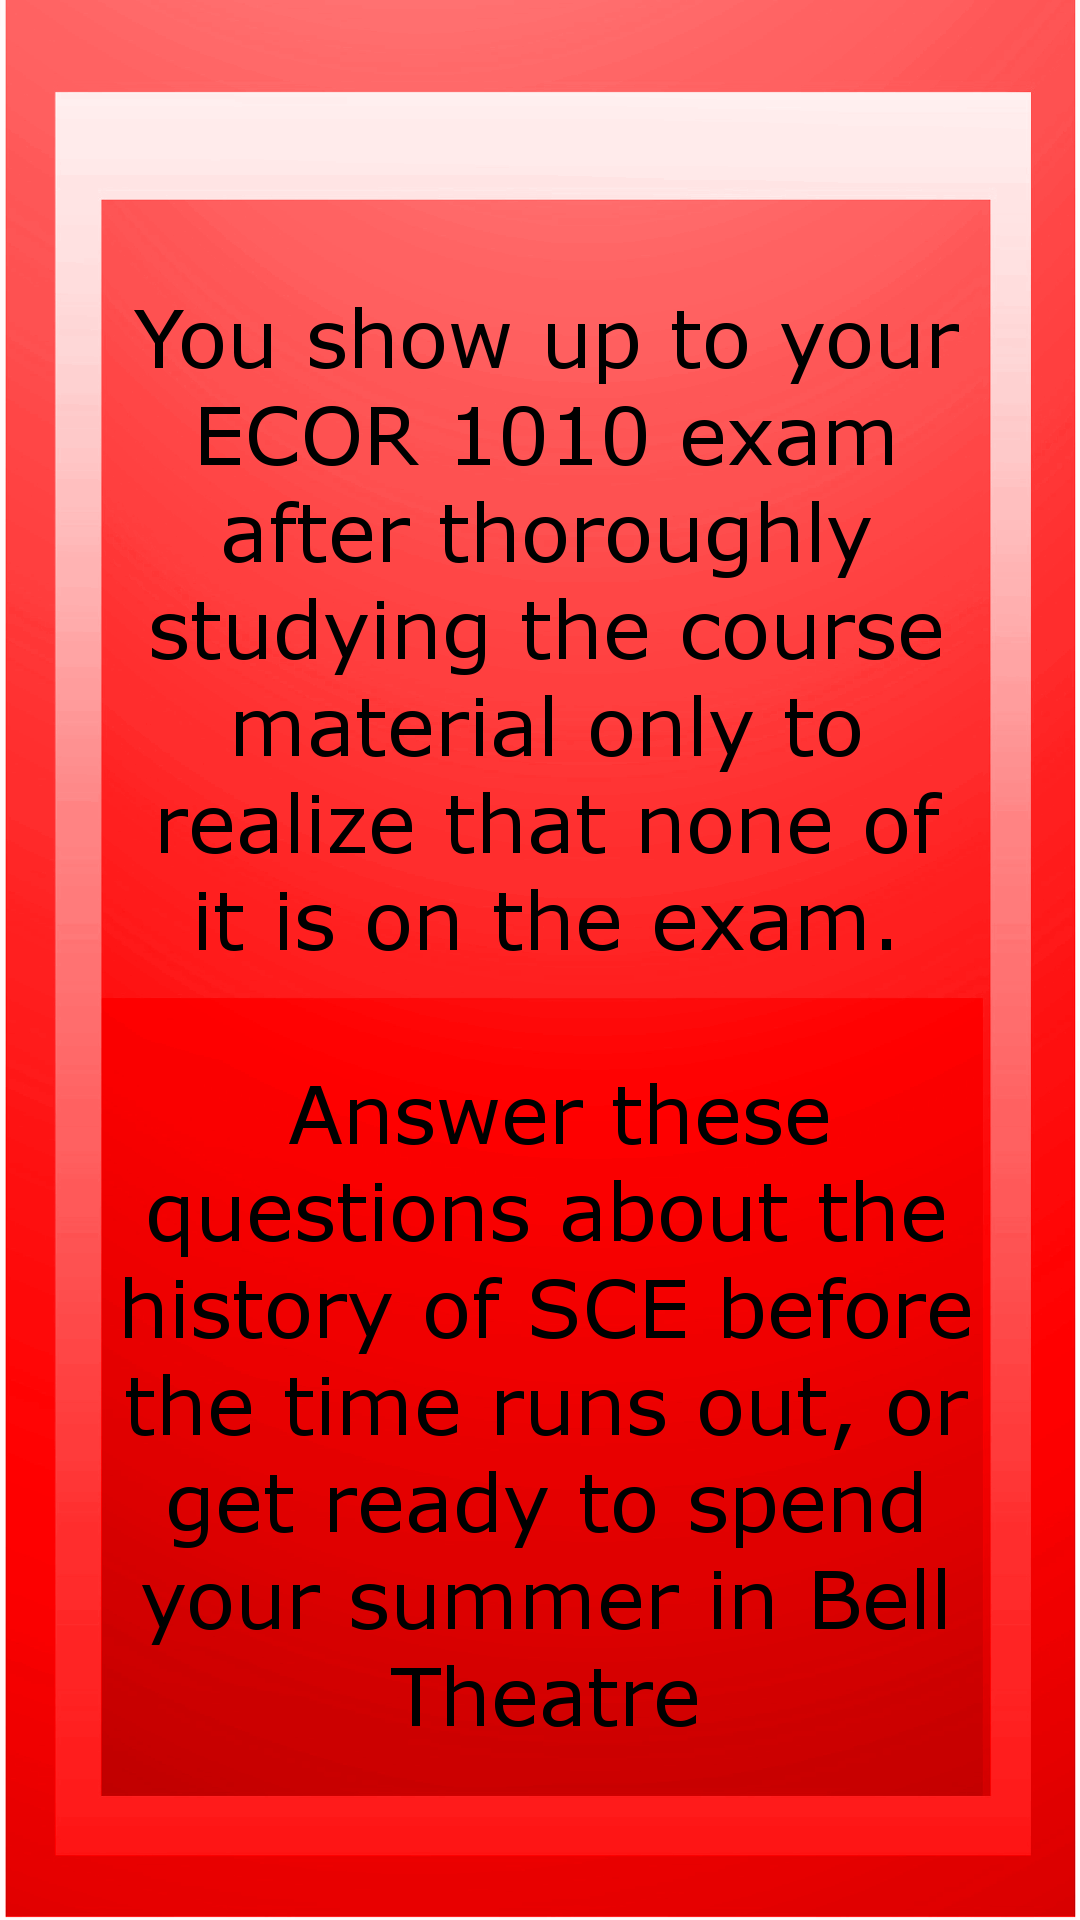 You show up to your
ECOR 1010 exam
after thoroughly
studying the course
material only to
realize that none of
it is on the exam.
Answer these
questions about the
history of SCE before
the time runs out, or
get ready to spend
your summer in Bell
Theatre